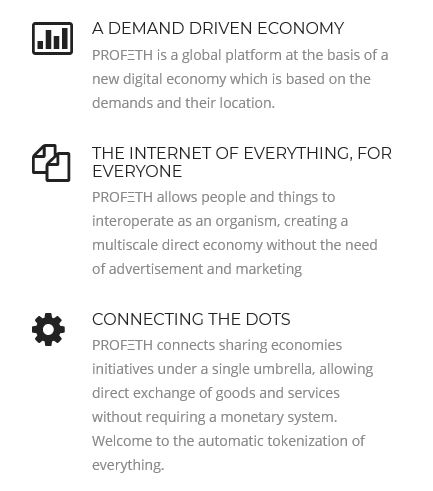 A DEMAND DRIVEN ECONOMY
PROFΞTH is a global platform at the basis of a
new digital economy which is based on the
demands and their location.
THE INTERNET OF EVERYTHING, FOR
EVERYONE
PROFΞTH allows people and things to
interoperate as an organism, creating a
multiscale direct economy without the need
of advertisement and marketing
CONNECTING THE DOTS
PROFΞTH connects sharing economies
initiatives under a single umbrella, allowing
direct exchange of goods and services
without requiring a monetary system.
Welcome to the automatic tokenization of
everything.